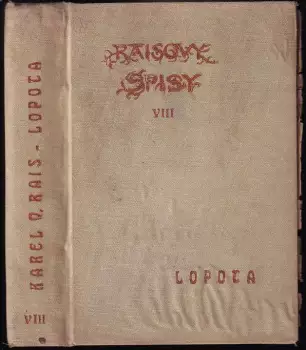 RAISOVY
SPISY
VIII
LOPOTA
KAREL V. RAIS - LOPOTA
VIII